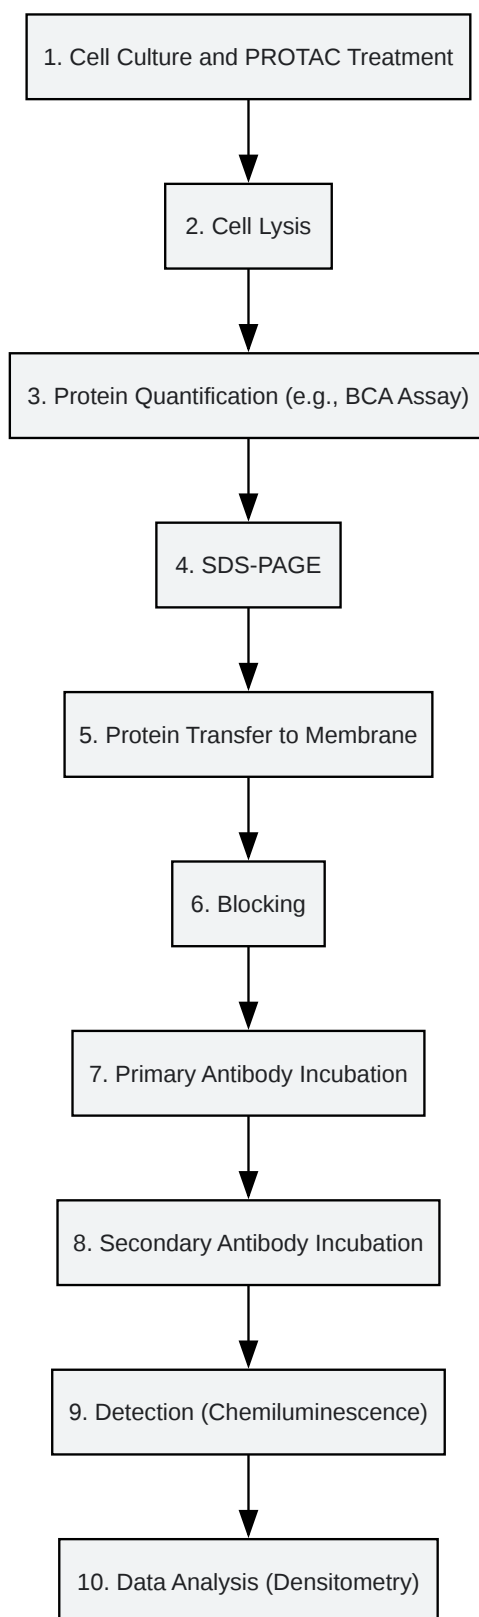 1. Cell Culture and PROTAC Treatment
2. Cell Lysis
3. Protein Quantification (e.g., BCA Assay)
4. SDS-PAGE
5. Protein Transfer to Membrane
6. Blocking
7. Primary Antibody Incubation
8. Secondary Antibody Incubation
9. Detection (Chemiluminescence)
10. Data Analysis (Densitometry)